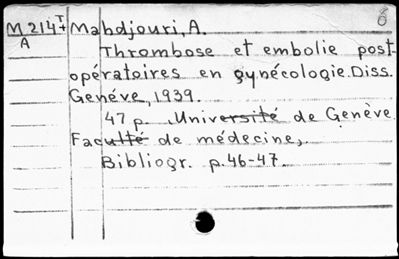 M 214 T+ Mahdjouri, A.
A
Thrombose et embolie post-
opératoires en gynécologie. Diss.
Genéve, 1939.
47 p. Université de Genève.
Faculté de médecine,
Bibliogr. p. 46-47.